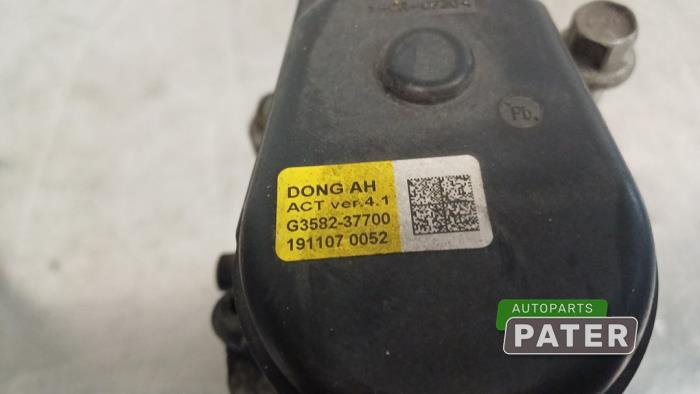 Pb
DONG AH
ACT ver.4.1
G3582-37700
191107 0052
AUTOPARTS
PATER